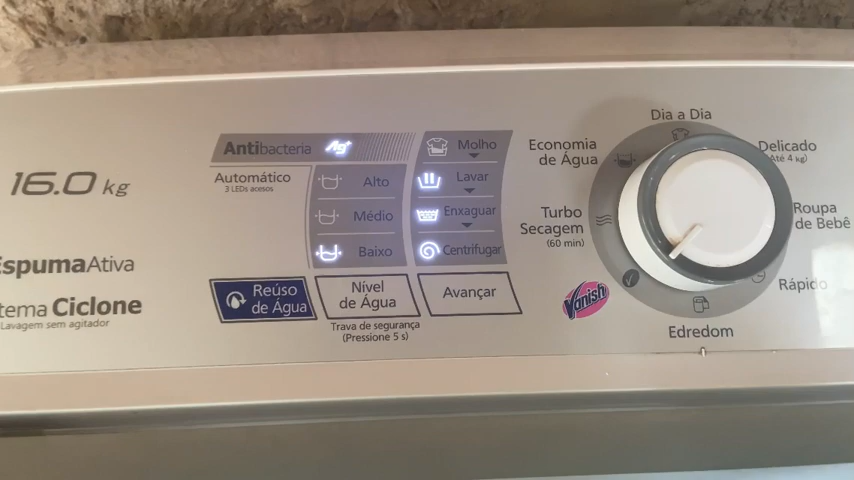 Dia a Dia
Antibacteria Ag+
Molho
Economia
de Água
Delicado
(Até 4 kg)
16.0 kg
Automático
3 LEDs acesos
Alto
Lavar
Médio
Enxaguar
Turbo
Secagem
(60 min)
Roupa
de Bebê
Baixo
Centrifugar
EspumaAtiva
Reúso
de Água
Nível
de Água
Avançar
Vanish
Rápido
Ciclone
Lavagem sem agitador
Trava de segurança
(Pressione 5 s)
Edredom